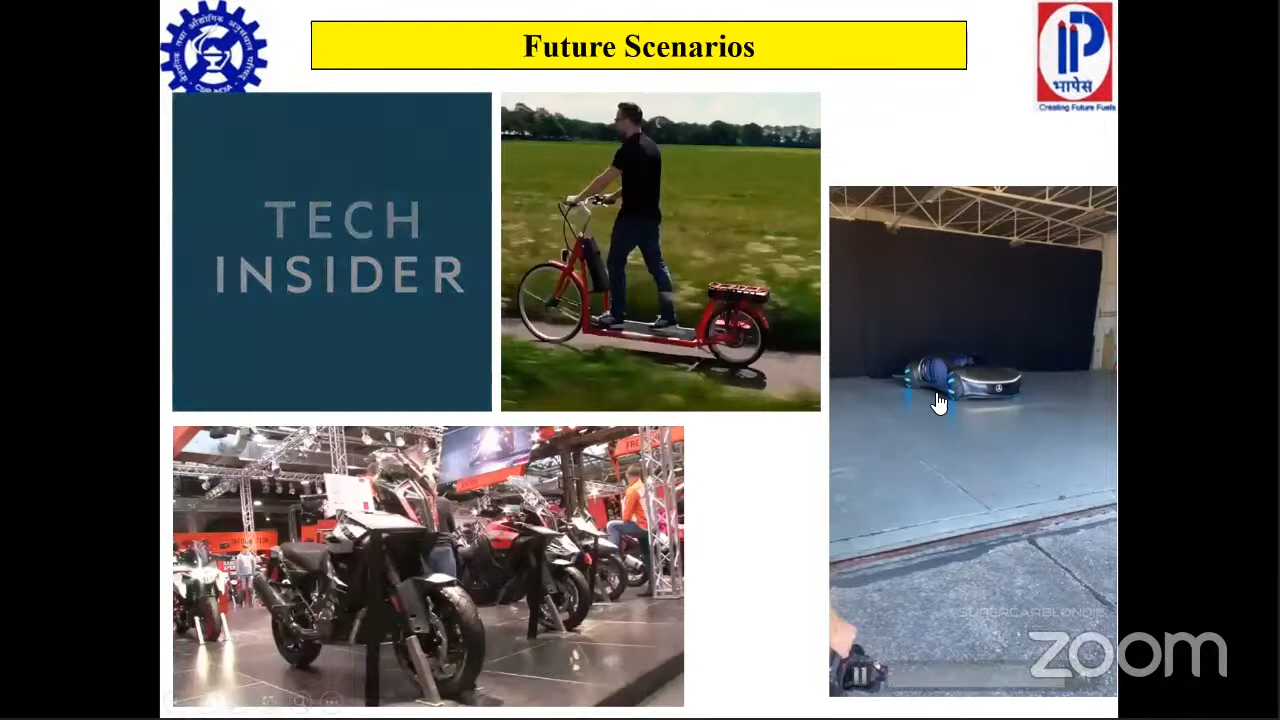 Future Scenarios
भापेसं
Creating Future Fuels
TECH
INSIDER
SUPERCARBLONDIE
zoom